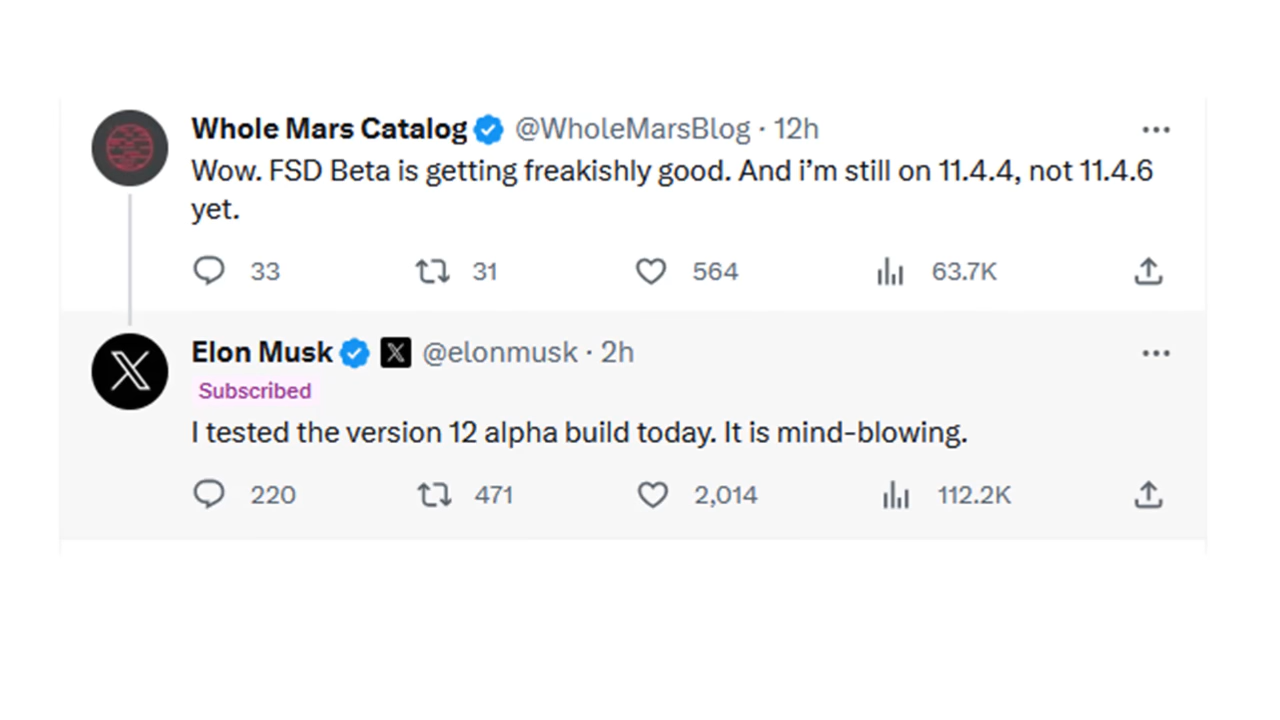 Whole Mars Catalog @WholeMarsBlog · 12h
Wow. FSD Beta is getting freakishly good. And i’m still on 11.4.4, not 11.4.6
yet.
33 31 564 63.7K
Elon Musk X @elonmusk · 2h
Subscribed
I tested the version 12 alpha build today. It is mind-blowing.
220 471 2,014 112.2K